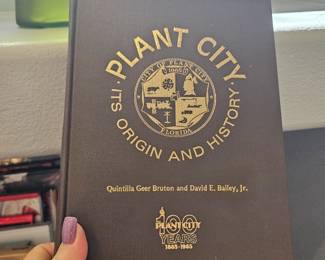 PLANT CITY
ITS ORIGIN AND HISTORY
CITY OF PLANT CITY
FLORIDA
Quintilla Geer Bruton and David E. Bailey, Jr.
100
PLANT CITY
YEARS
1885-1985